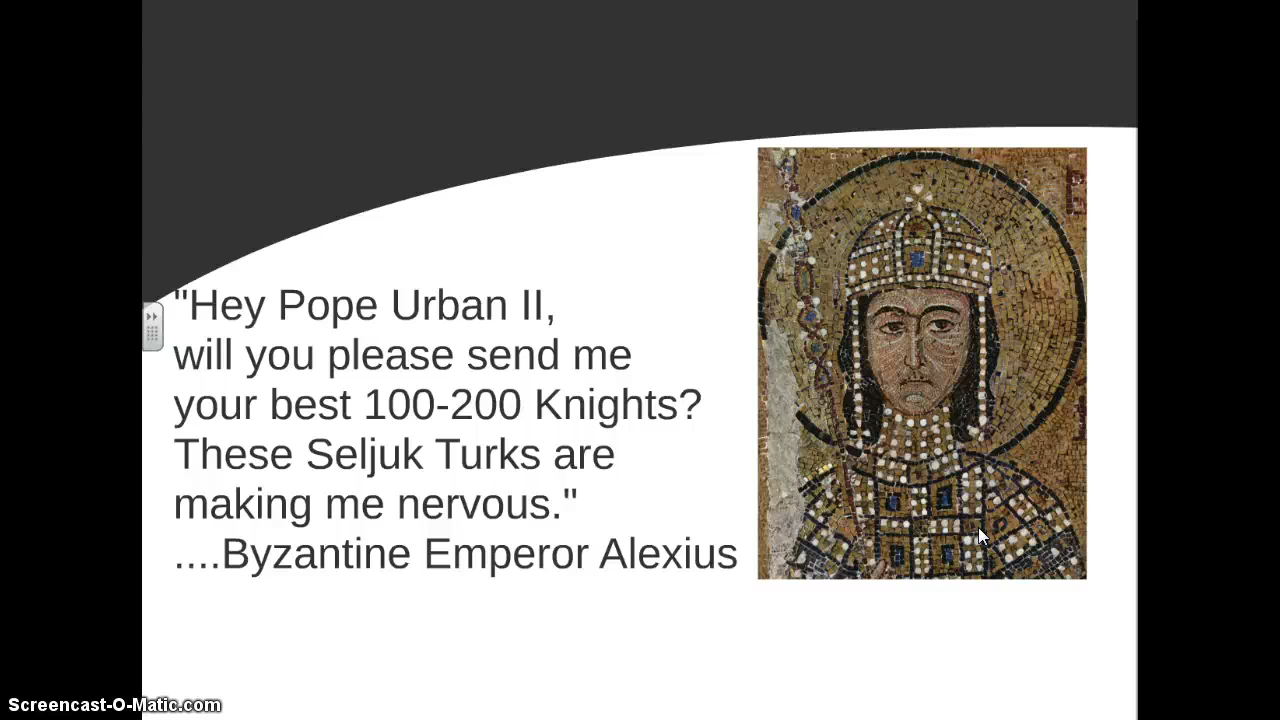 "Hey Pope Urban II,
will you please send me
your best 100-200 Knights?
These Seljuk Turks are
making me nervous."
....Byzantine Emperor Alexius
Screencast-O-Matic.com